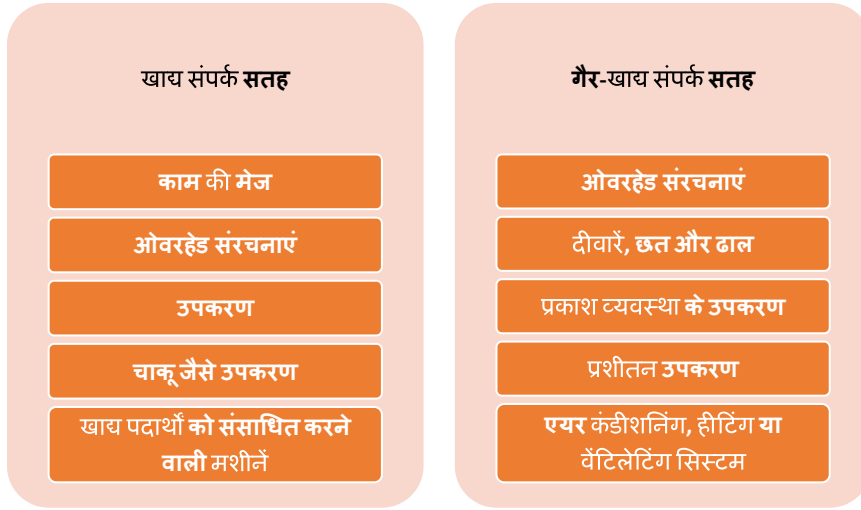 खाद्य संपर्क सतह
काम की मेज
ओवरहेड संरचनाएं
उपकरण
चाकू जैसे उपकरण
खाद्य पदार्थों को संसाधित करने
वाली मशीनें
गैर-खाद्य संपर्क सतह
ओवरहेड संरचनाएं
दीवारें, छत और ढाल
प्रकाश व्यवस्था के उपकरण
प्रशीतन उपकरण
एयर कंडीशनिंग, हीटिंग या
वेंटिलेटिंग सिस्टम